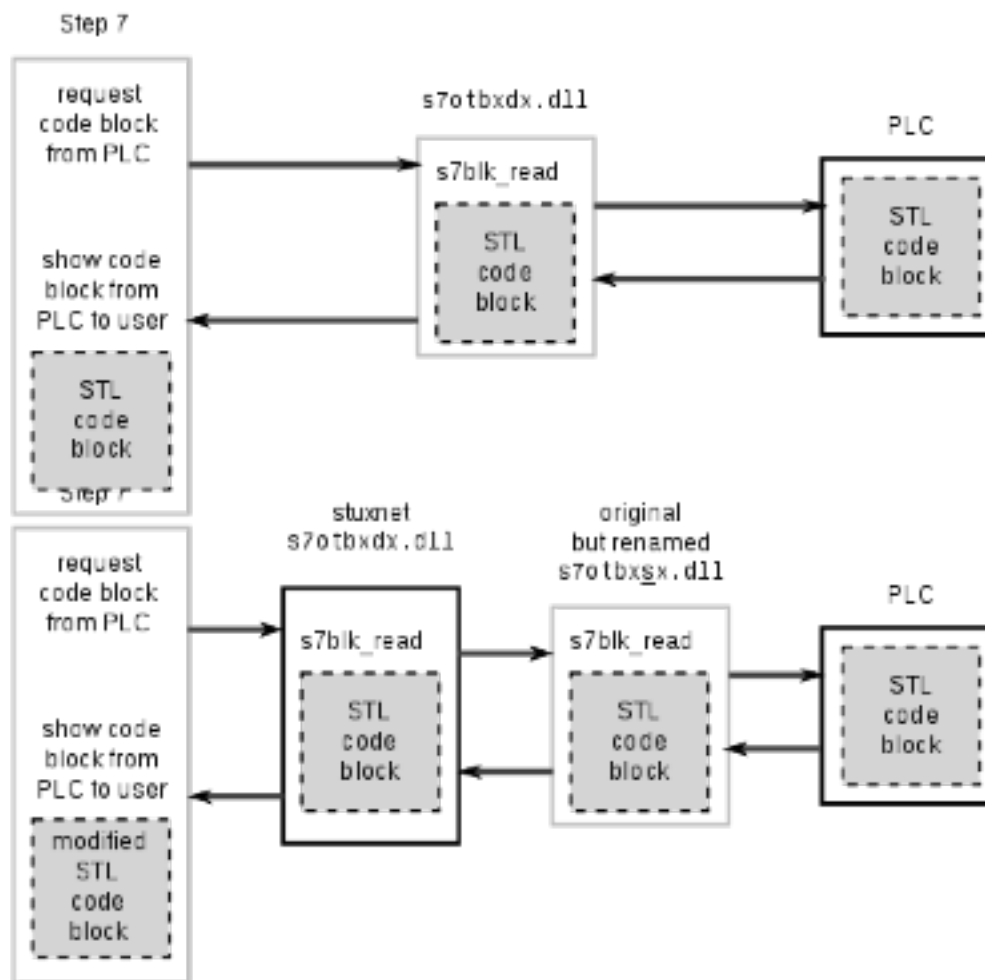 Step 7
request
code block
from PLC
show code
block from
PLC to user
STL
code
block
s7otbxdx.dll
s7blk_read
STL
code
block
PLC
STL
code
block
Step 7
request
code block
from PLC
show code
block from
PLC to user
modified
STL
code
block
stuxnet
s7otbxdx.dll
s7blk_read
STL
code
block
original
but renamed
s7otbxsx.dll
s7blk_read
STL
code
block
PLC
STL
code
block